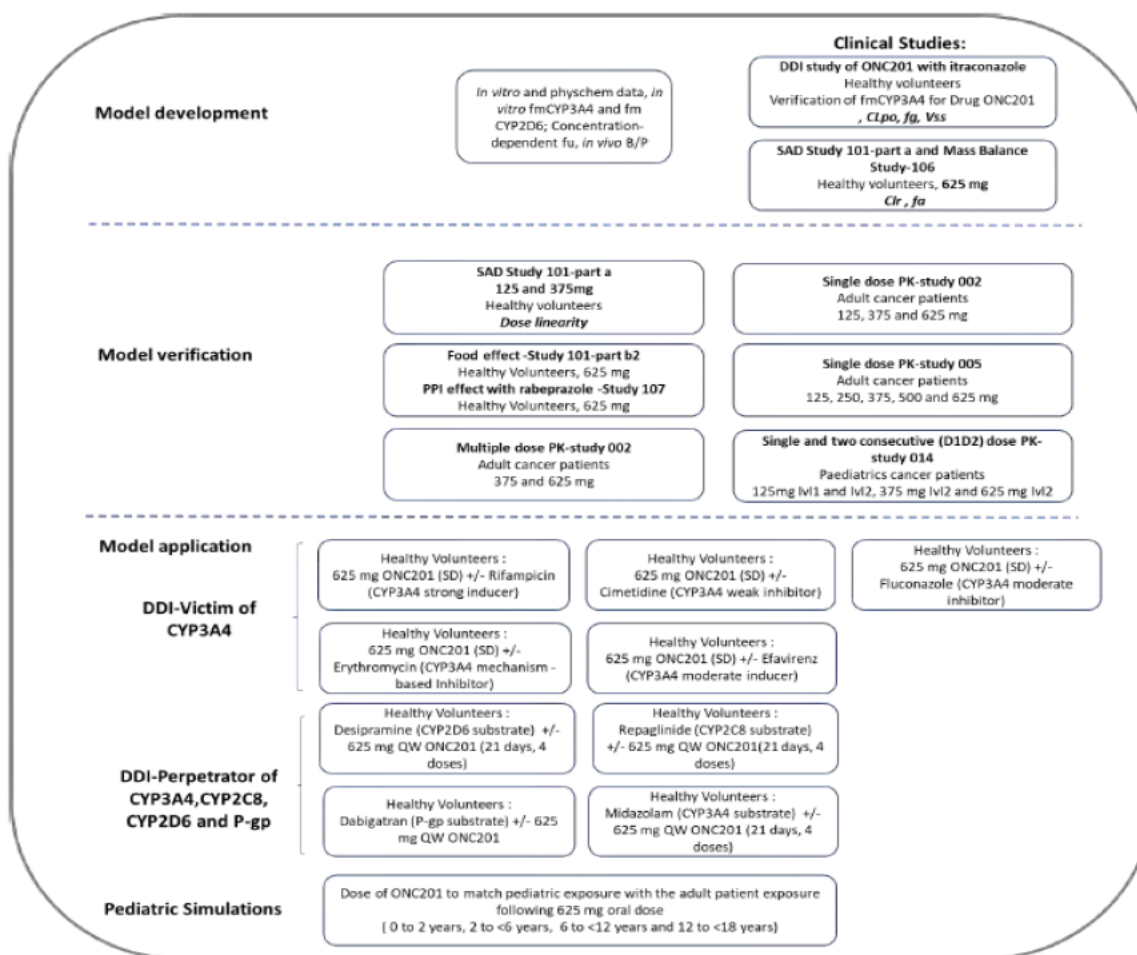 Clinical Studies:
Model development
In vitro and physchem data, in
vitro fmCYP3A4 and fm
CYP2D6; Concentration-
dependent fu, in vivo B/P
DDI study of ONC201 with itraconazole
Healthy volunteers
Verification of fmCYP3A4 for Drug ONC201
, CLpo, fg, Vss
SAD Study 101-part a and Mass Balance
Study-106
Healthy volunteers, 625 mg
Clr , fa
Model verification
SAD Study 101-part a
125 and 375mg
Healthy volunteers
Dose linearity
Single dose PK-study 002
Adult cancer patients
125, 375 and 625 mg
Food effect -Study 101-part b2
Healthy Volunteers, 625 mg
PPI effect with rabeprazole -Study 107
Healthy Volunteers, 625 mg
Single dose PK-study 005
Adult cancer patients
125, 250, 375, 500 and 625 mg
Multiple dose PK-study 002
Adult cancer patients
375 and 625 mg
Single and two consecutive (D1D2) dose PK-
study 014
Paediatrics cancer patients
125mg lvl1 and lvl2, 375 mg lvl2 and 625 mg lvl2
Model application
DDI-Victim of
CYP3A4
Healthy Volunteers :
625 mg ONC201 (SD) +/- Rifampicin
(CYP3A4 strong inducer)
Healthy Volunteers :
625 mg ONC201 (SD) +/-
Cimetidine (CYP3A4 weak inhibitor)
Healthy Volunteers :
625 mg ONC201 (SD) +/-
Fluconazole (CYP3A4 moderate
inhibitor)
Healthy Volunteers :
625 mg ONC201 (SD) +/-
Erythromycin (CYP3A4 mechanism -
based Inhibitor)
Healthy Volunteers :
625 mg ONC201 (SD) +/- Efavirenz
(CYP3A4 moderate inducer)
DDI-Perpetrator of
CYP3A4,CYP2C8,
CYP2D6 and P-gp
Healthy Volunteers :
Desipramine (CYP2D6 substrate) +/-
625 mg QW ONC201 (21 days, 4
doses)
Healthy Volunteers :
Repaglinide (CYP2C8 substrate)
+/- 625 mg QW ONC201(21 days, 4
doses)
Healthy Volunteers :
Dabigatran (P-gp substrate) +/- 625
mg QW ONC201
Healthy Volunteers :
Midazolam (CYP3A4 substrate) +/-
625 mg QW ONC201 (21 days, 4
doses)
Pediatric Simulations
Dose of ONC201 to match pediatric exposure with the adult patient exposure
following 625 mg oral dose
( 0 to 2 years, 2 to <6 years, 6 to <12 years and 12 to <18 years)